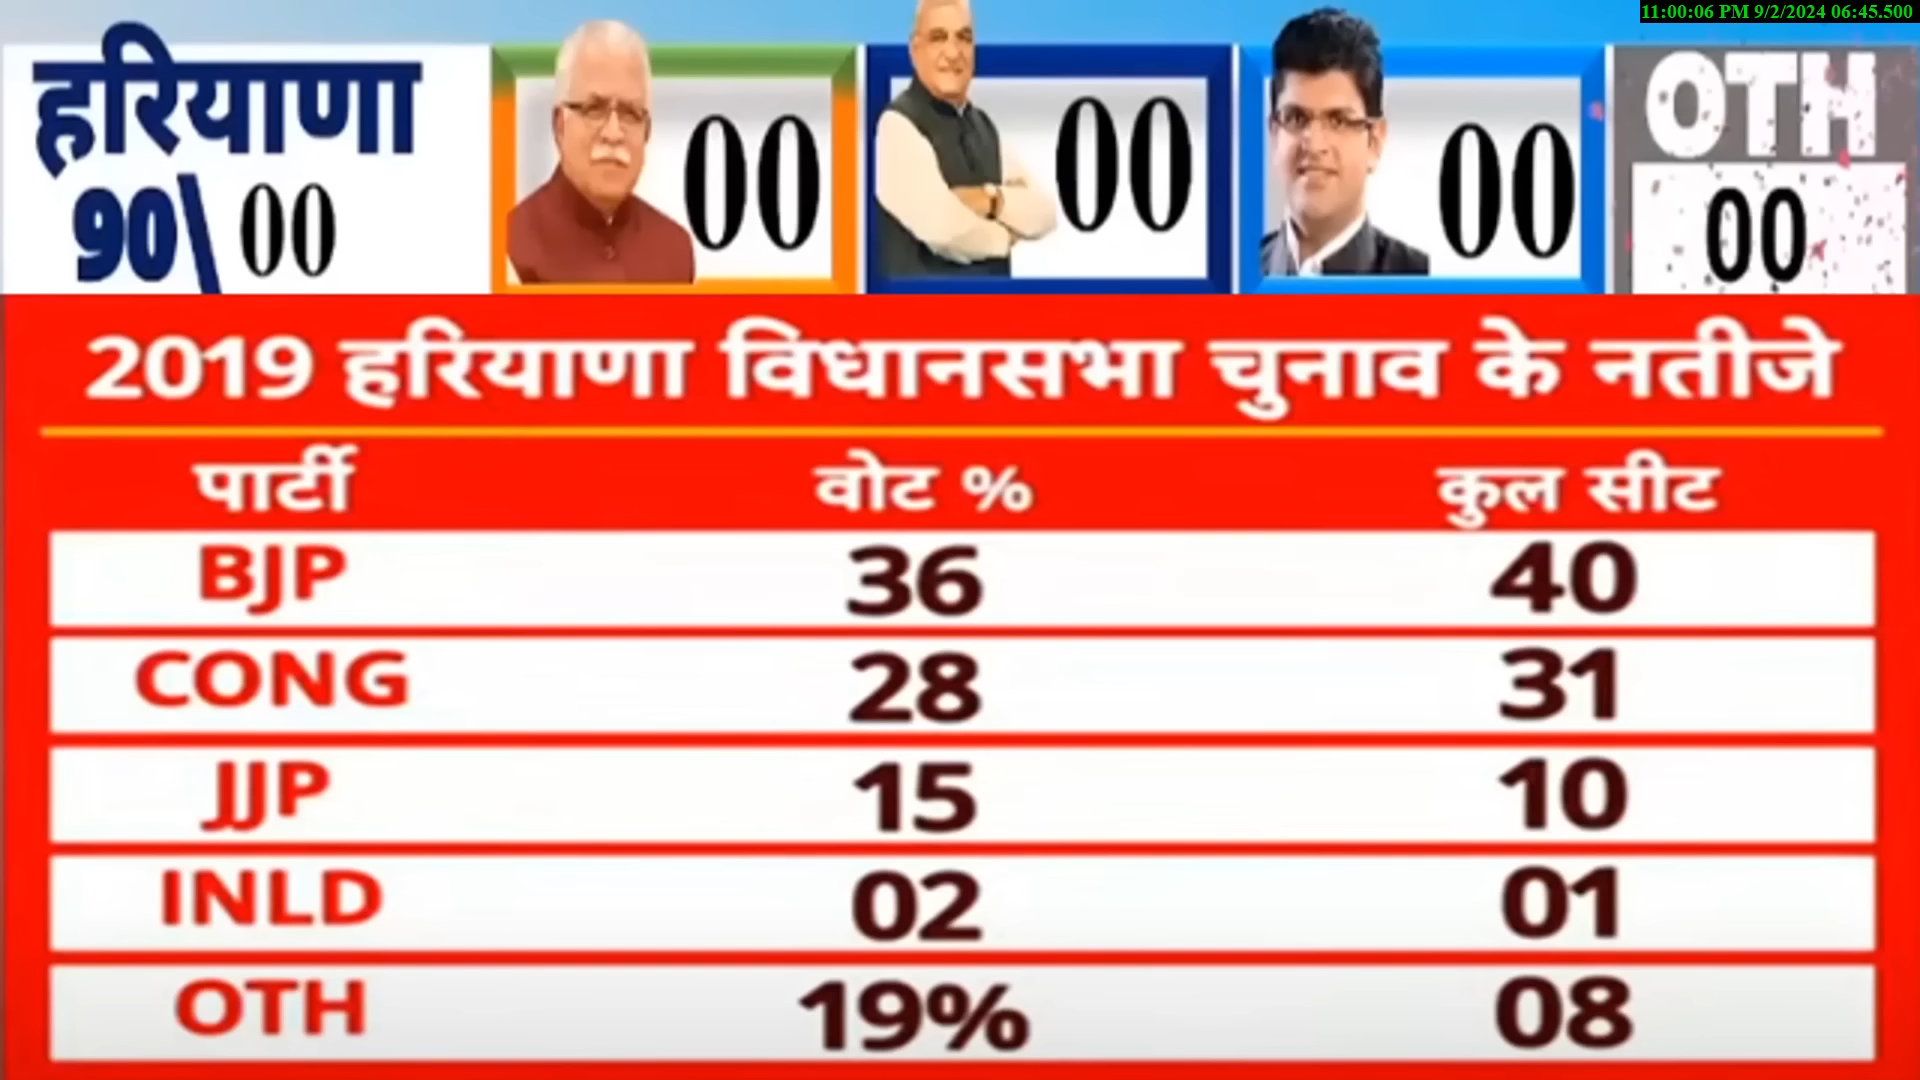 11:00:06 PM 9/2/2024 06:45.500
हरियाणा
90\ 00
00
00
00
OTH
00
2019 हरियाणा विधानसभा चुनाव के नतीजे
पार्टी वोट % कुल सीट
BJP 36 40
CONG 28 31
JJP 15 10
INLD 02 01
OTH 19% 08